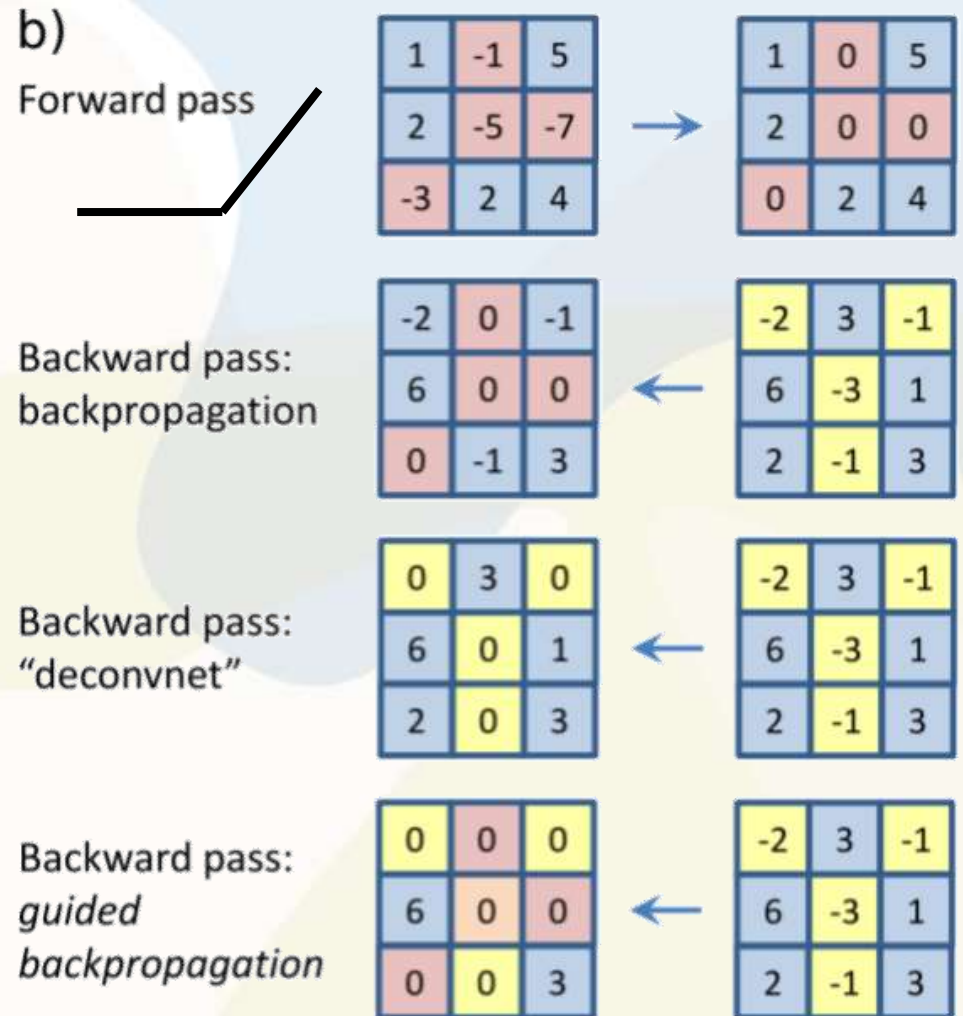 b)
Forward pass
1 -1 5 1 0 5
2 -5 -7 2 0 0
-3 2 4 0 2 4
Backward pass:
backpropagation
-2 0 -1 -2 3 -1
6 0 0 6 -3 1
0 -1 3 2 -1 3
Backward pass:
“deconvnet”
0 3 0 -2 3 -1
6 0 1 6 -3 1
2 0 3 2 -1 3
Backward pass:
guided
backpropagation
0 0 0 -2 3 -1
6 0 0 6 -3 1
0 0 3 2 -1 3